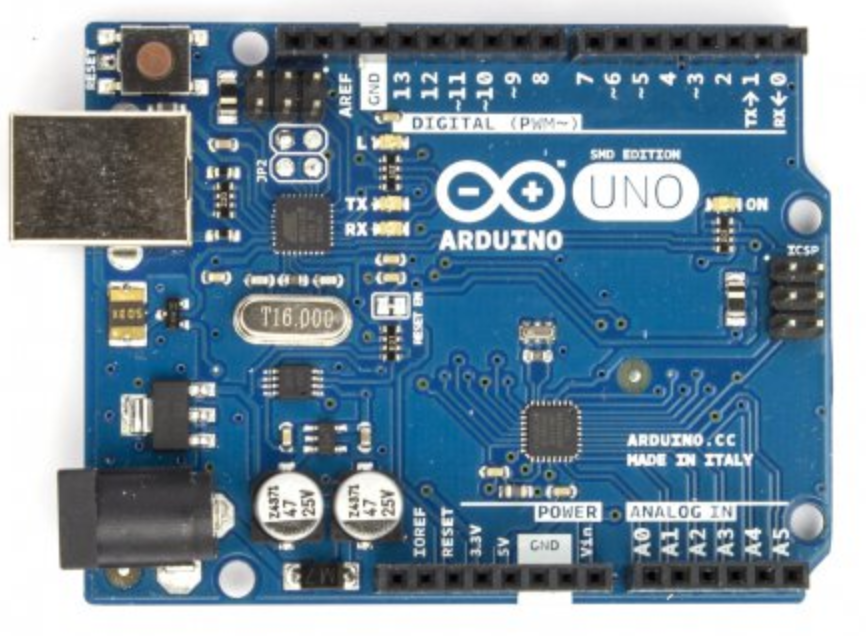 RESET
AREF
GND
13
12
~11
~10
~9
8
7
~6
~5
4
~3
2
TX→1
RX←0
DIGITAL (PWM~)
L
JP2
TX
RX
SMD EDITION
UNO
ARDUINO
ON
ICSP
T16.000
RESET EN
ARDUINO.CC
MADE IN ITALY
Z4371
47
25V
Z4371
47
25V
POWER
ANALOG IN
IOREF
RESET
3.3V
5V
GND
Vin
A0
A1
A2
A3
A4
A5